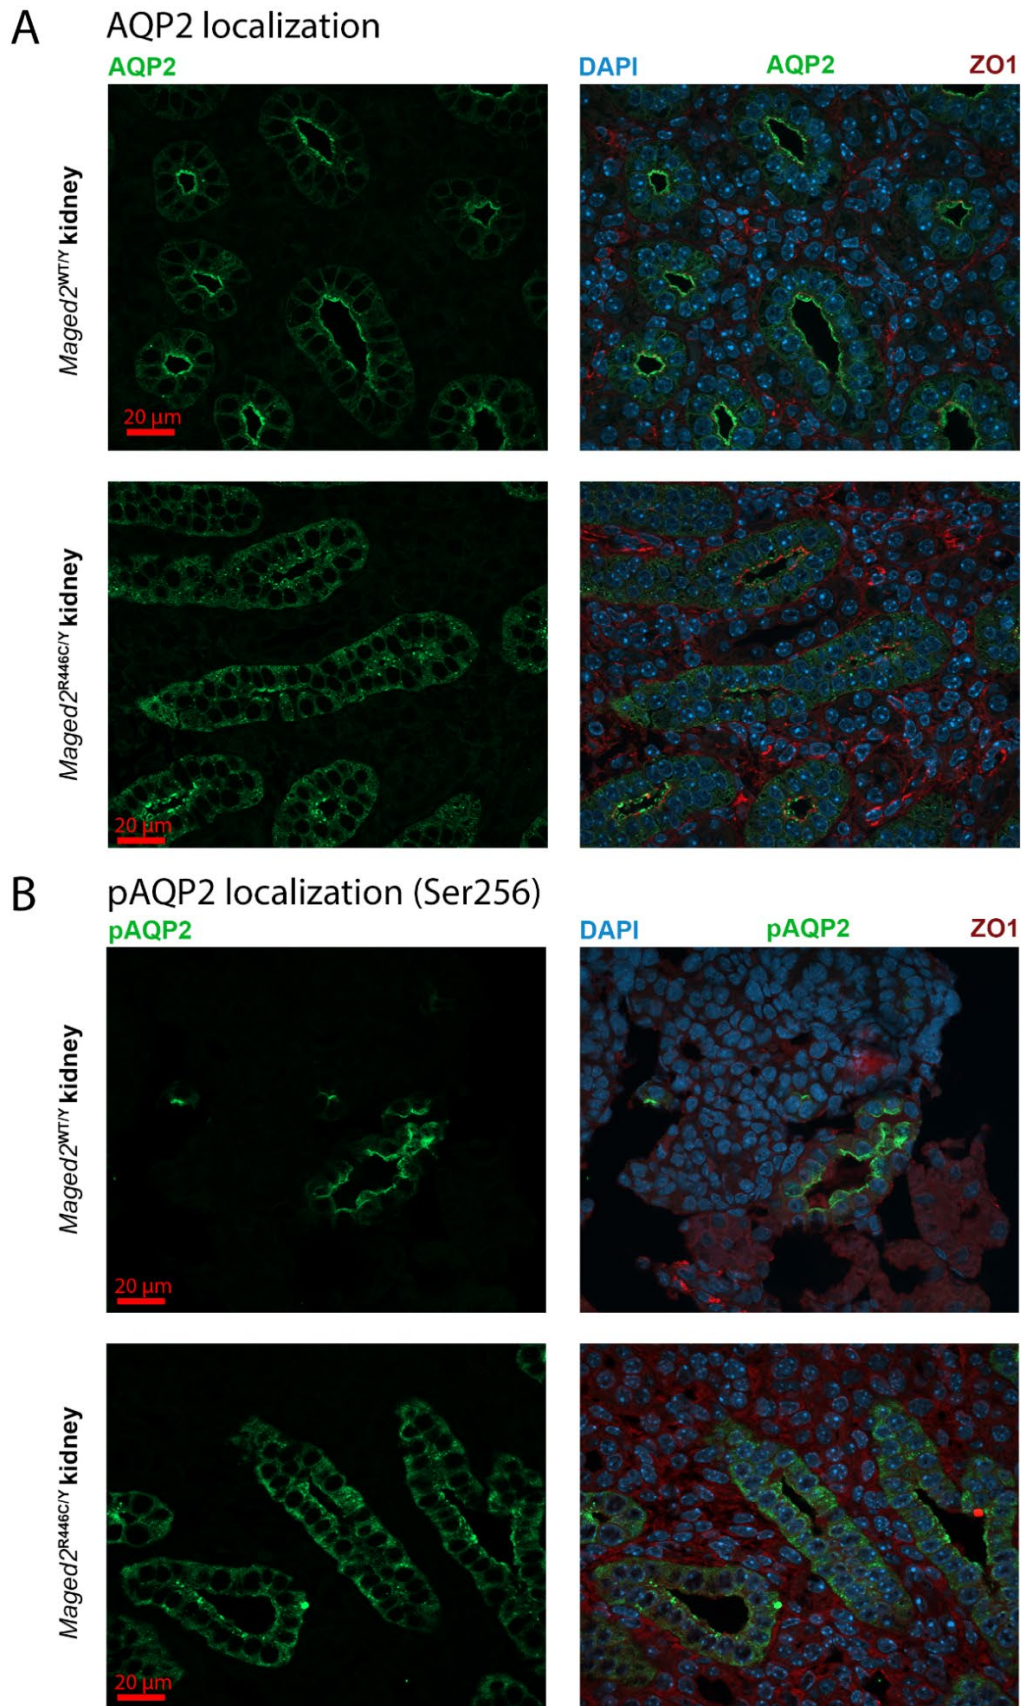 A AQP2 localization
AQP2 DAPI AQP2 ZO1
Maged2WT/Y kidney
20 µm
Maged2R446C/Y kidney
20 µm
B pAQP2 localization (Ser256)
pAQP2 DAPI pAQP2 ZO1
Maged2WT/Y kidney
20 µm
Maged2R446C/Y kidney
20 µm